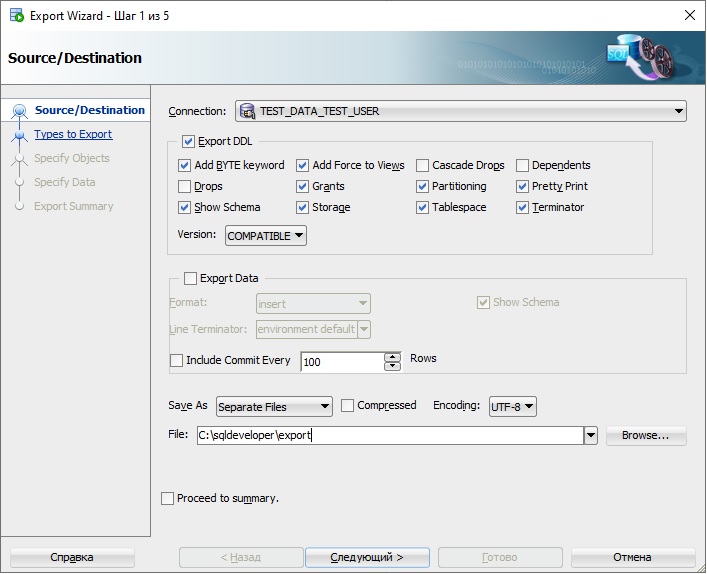 Export Wizard - Шаг 1 из 5
Source/Destination
SQL
Source/Destination
Types to Export
Specify Objects
Specify Data
Export Summary
Connection: TEST_DATA_TEST_USER
Export DDL
Add BYTE keyword Add Force to Views Cascade Drops Dependents
Drops Grants Partitioning Pretty Print
Show Schema Storage Tablespace Terminator
Version: COMPATIBLE
Export Data
Format: insert Show Schema
Line Terminator: environment default
Include Commit Every 100 Rows
Save As Separate Files Compressed Encoding: UTF-8
File: C:\sqldeveloper\export Browse...
Proceed to summary.
Справка < Назад Следующий > Готово Отмена